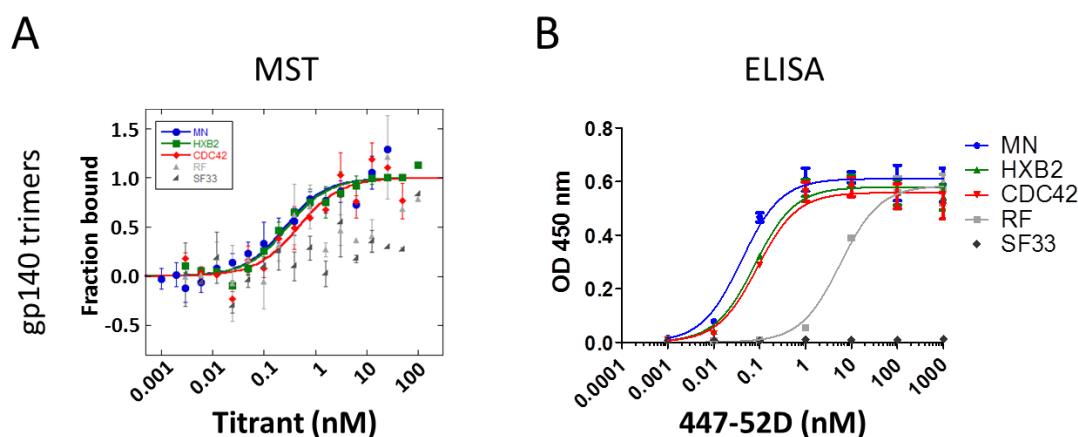 A
MST
gp140 trimers
Fraction bound
1.5
1.0
0.5
0.0
-0.5
MN
HXB2
CDC42
RF
SF33
0.001
0.01
0.1
1
10
100
Titrant (nM)
B
ELISA
OD 450 nm
0.8
0.6
0.4
0.2
0.0
MN
HXB2
CDC42
RF
SF33
0.0001
0.001
0.01
0.1
1
10
100
1000
447-52D (nM)